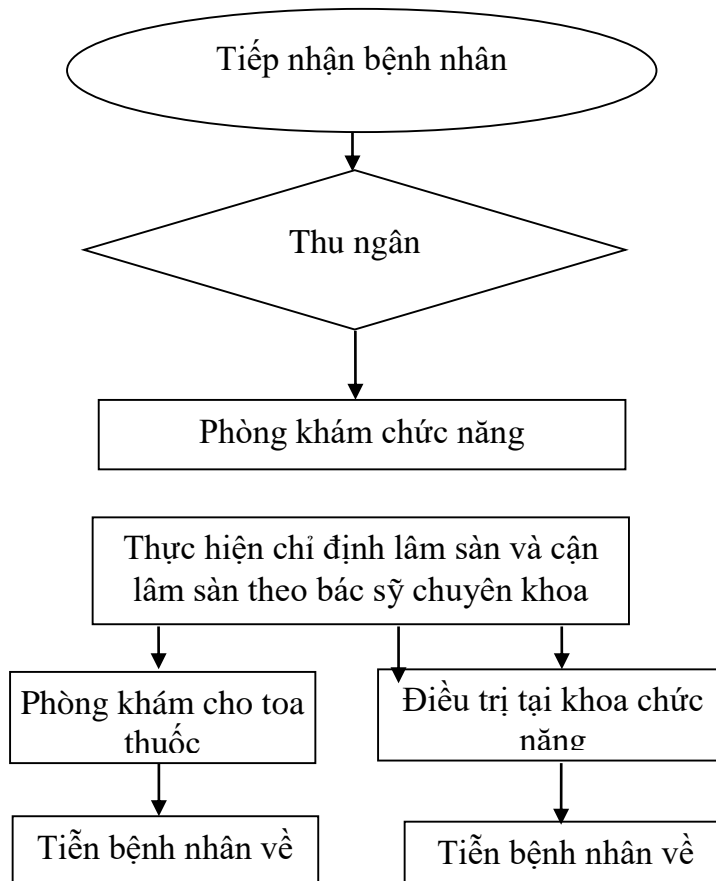 Tiếp nhận bệnh nhân
Thu ngân
Phòng khám chức năng
Thực hiện chỉ định lâm sàn và cận
lâm sàn theo bác sỹ chuyên khoa
Phòng khám cho toa
thuốc
Điều trị tại khoa chức
năng
Tiễn bệnh nhân về
Tiễn bệnh nhân về